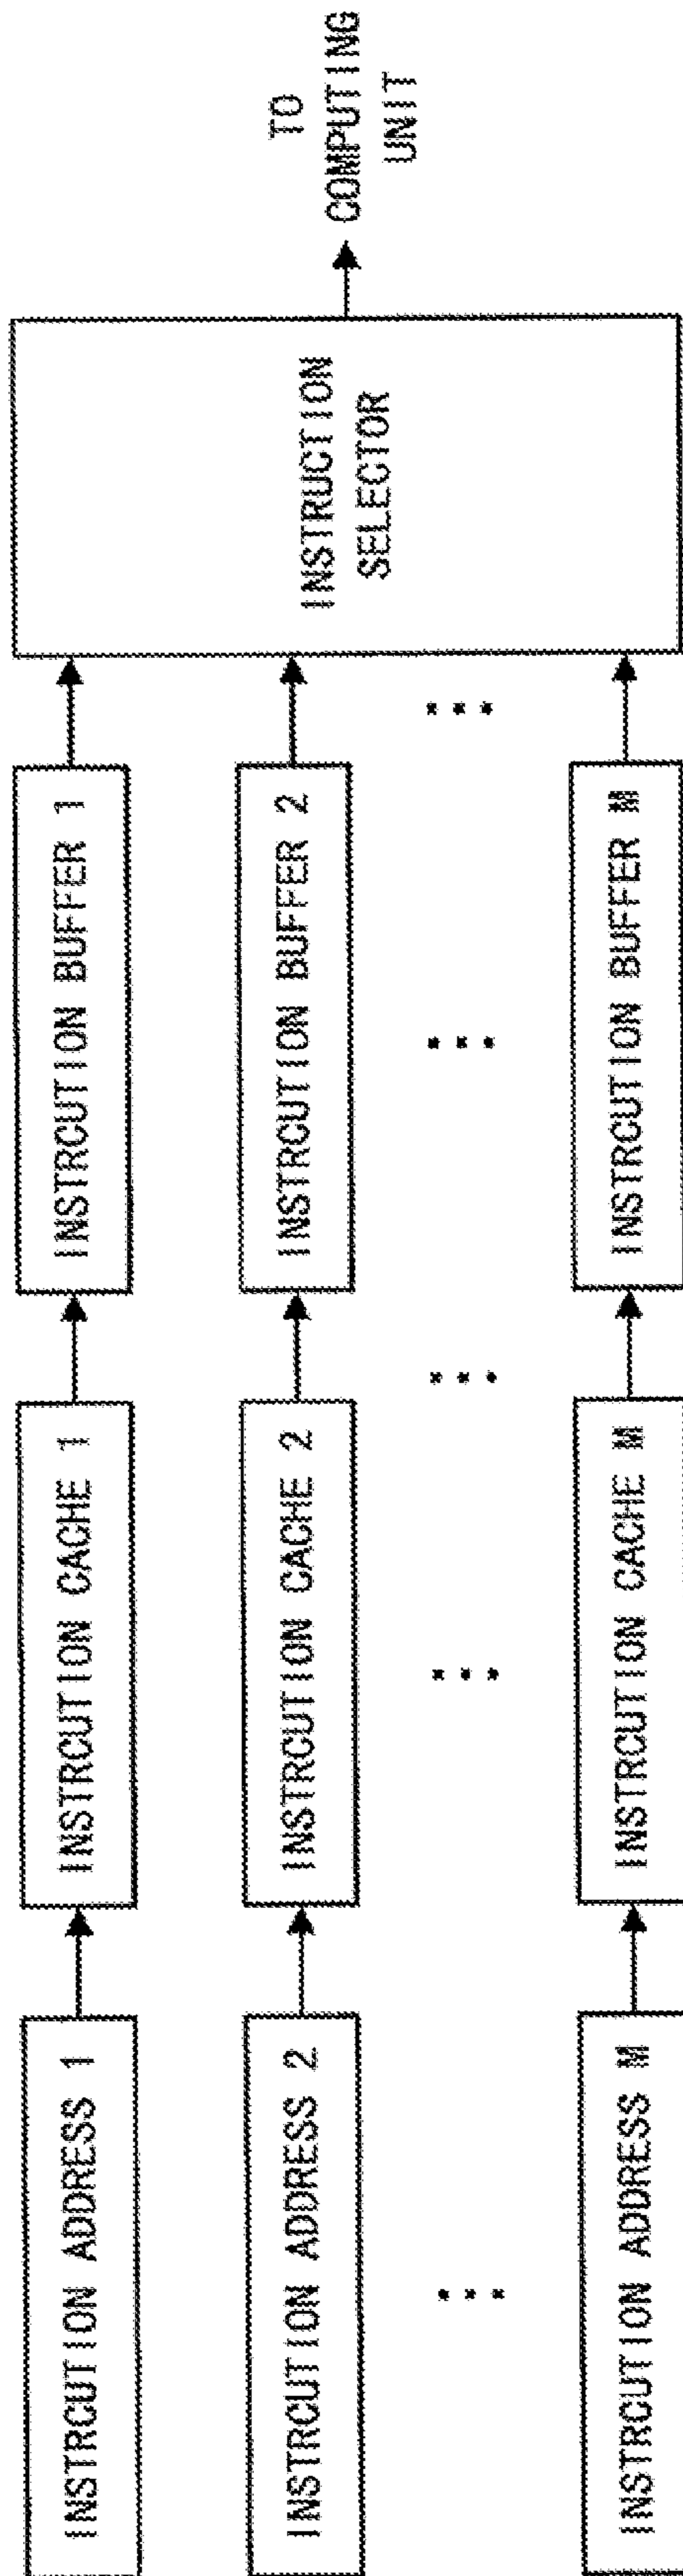 INSTRCUTION ADDRESS 1
INSTRCUTION CACHE 1
INSTRCUTION BUFFER 1
INSTRCUTION ADDRESS 2
INSTRCUTION CACHE 2
INSTRCUTION BUFFER 2
INSTRCUTION ADDRESS M
INSTRCUTION CACHE M
INSTRCUTION BUFFER M
INSTRUCTION
SELECTOR
TO
COMPUTING
UNIT